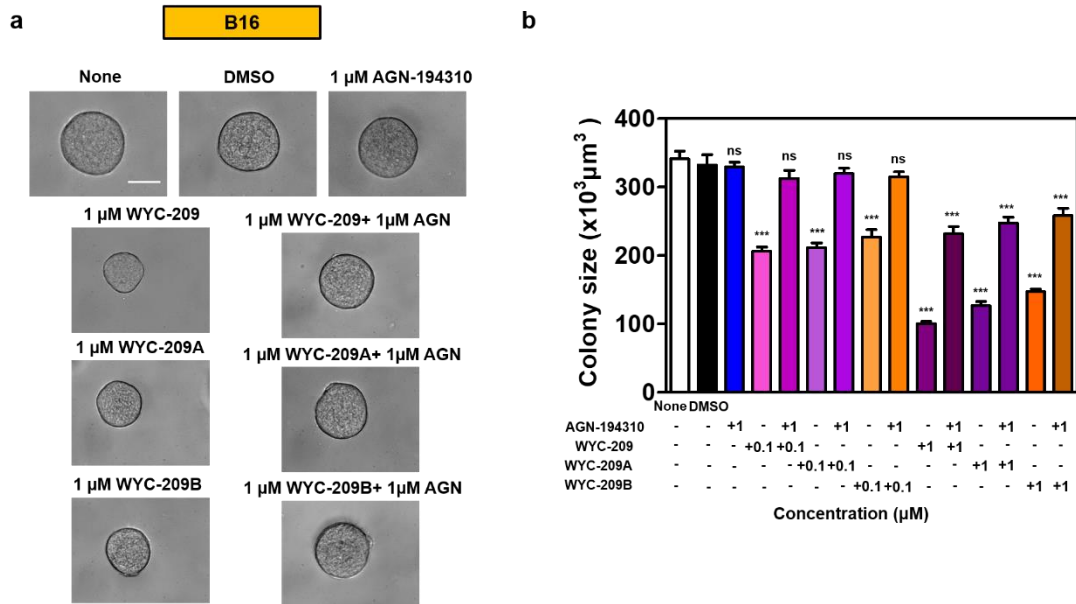 a
B16
None DMSO 1 µM AGN-194310
1 µM WYC-209 1 µM WYC-209+ 1µM AGN
1 µM WYC-209A 1 µM WYC-209A+ 1µM AGN
1 µM WYC-209B 1 µM WYC-209B+ 1µM AGN
b
Colony size (x10³µm³)
400
300
200
100
0
ns
***
ns
***
ns
***
ns
***
***
***
***
***
***
None DMSO
AGN-194310 - - +1 - +1 - +1 - +1 - +1 - +1 - +1
WYC-209 - - - +0.1 +0.1 - - - - +1 +1 - - - -
WYC-209A - - - - - +0.1 +0.1 - - - - +1 +1 - -
WYC-209B - - - - - - - +0.1 +0.1 - - - - +1 +1
Concentration (µM)